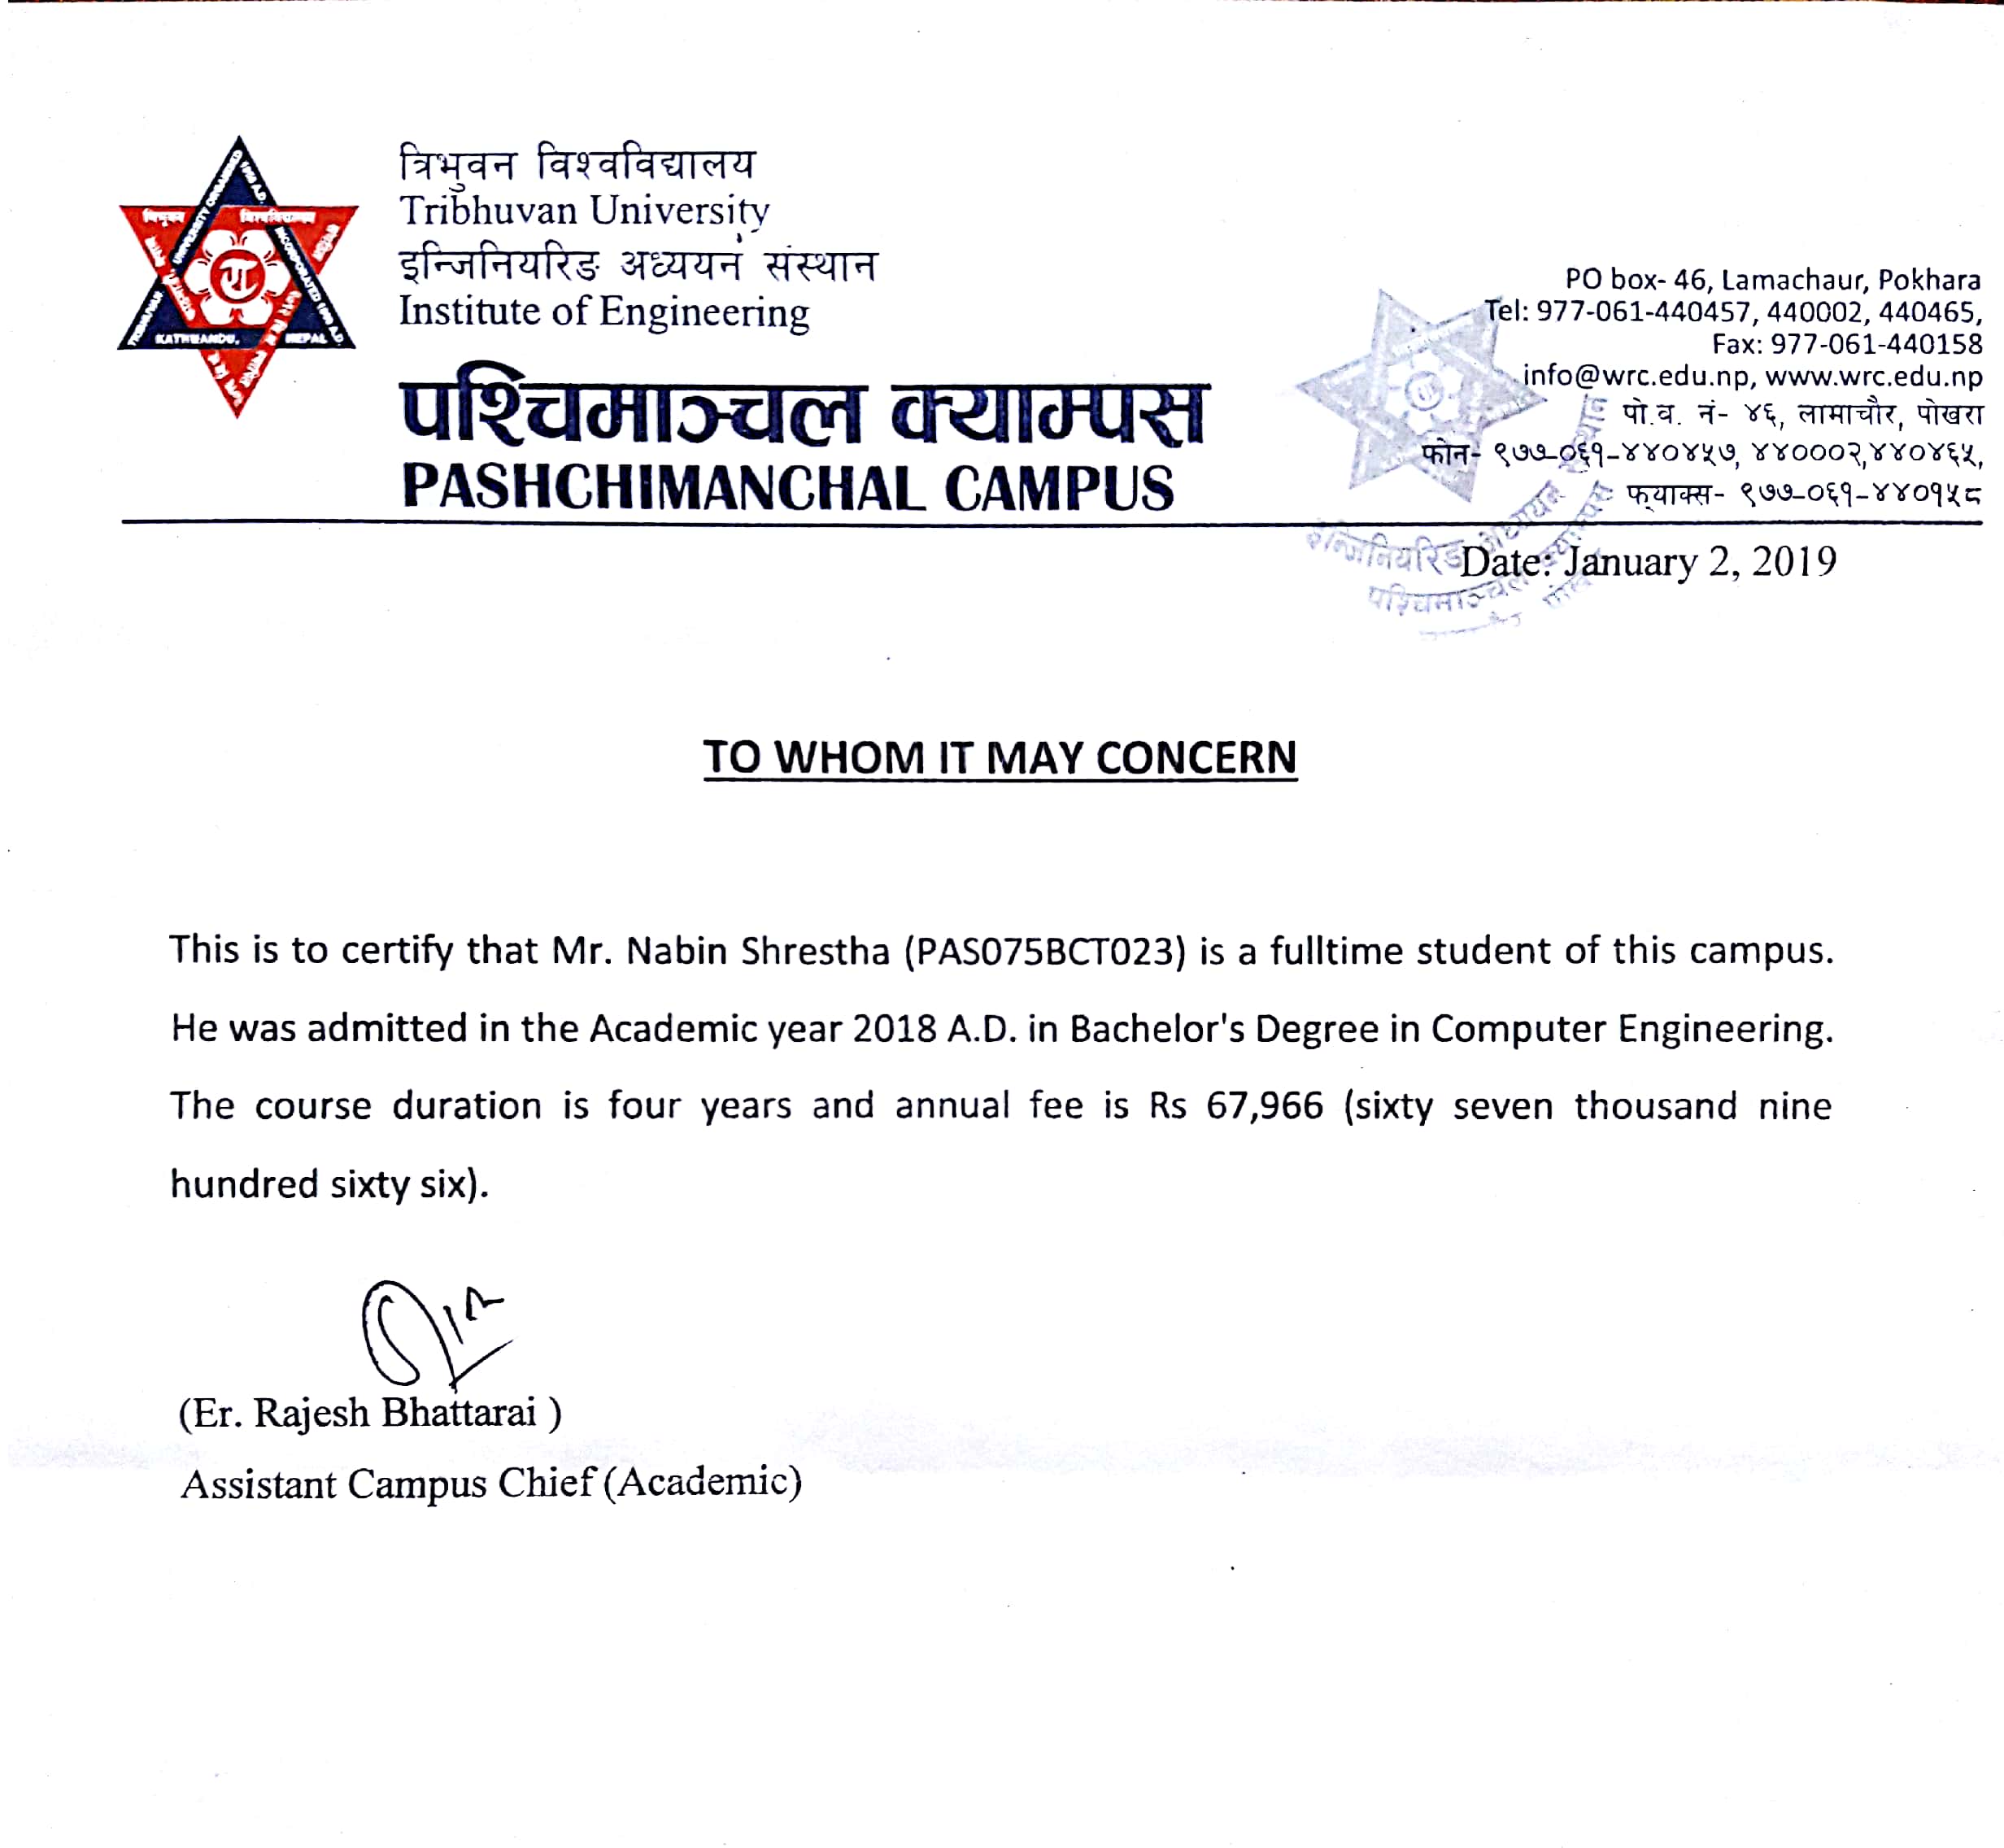 त्रिभुवन विश्वविद्यालय
Tribhuvan University
इन्जिनियरिङ अध्ययन संस्थान
Institute of Engineering
पश्चिमाञ्चल क्याम्पस
PASHCHIMANCHAL CAMPUS
KATHMANDU, NEPAL
PO box- 46, Lamachaur, Pokhara
Tel: 977-061-440457, 440002, 440465,
Fax: 977-061-440158
info@wrc.edu.np, www.wrc.edu.np
पो.व. नं- ४६, लामाचौर, पोखरा
फोन- ९७७-०६१-४४०४५७, ४४०००२,४४०४६५,
फ्याक्स- ९७७-०६१-४४०१५८
इन्जिनियरिङ अध्ययन
पश्चिमाञ्चल क्याम्पस
Date: January 2, 2019
TO WHOM IT MAY CONCERN
This is to certify that Mr. Nabin Shrestha (PAS075BCT023) is a fulltime student of this campus.
He was admitted in the Academic year 2018 A.D. in Bachelor's Degree in Computer Engineering.
The course duration is four years and annual fee is Rs 67,966 (sixty seven thousand nine
hundred sixty six).
(Er. Rajesh Bhattarai )
Assistant Campus Chief (Academic)